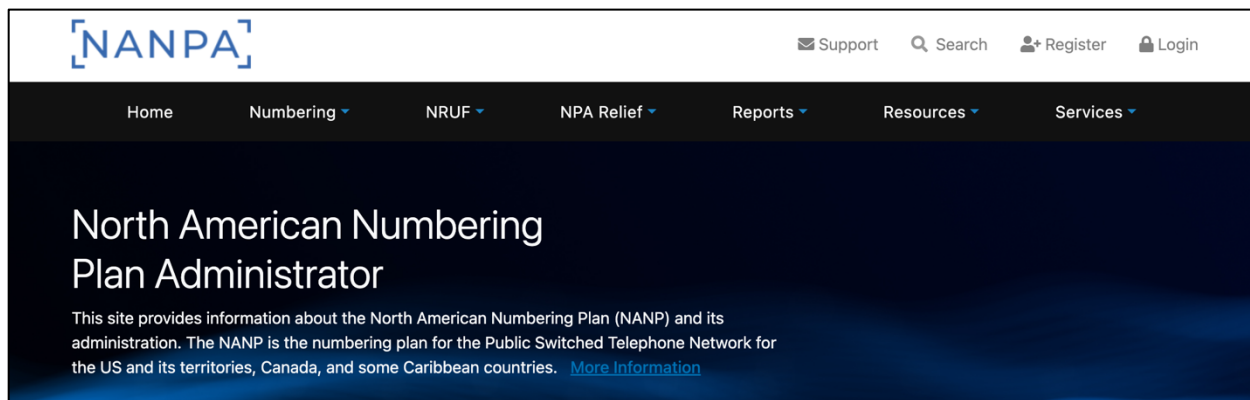 NANPA
Support Search Register Login
Home Numbering NRUF NPA Relief Reports Resources Services
North American Numbering
Plan Administrator
This site provides information about the North American Numbering Plan (NANP) and its
administration. The NANP is the numbering plan for the Public Switched Telephone Network for
the US and its territories, Canada, and some Caribbean countries. More Information